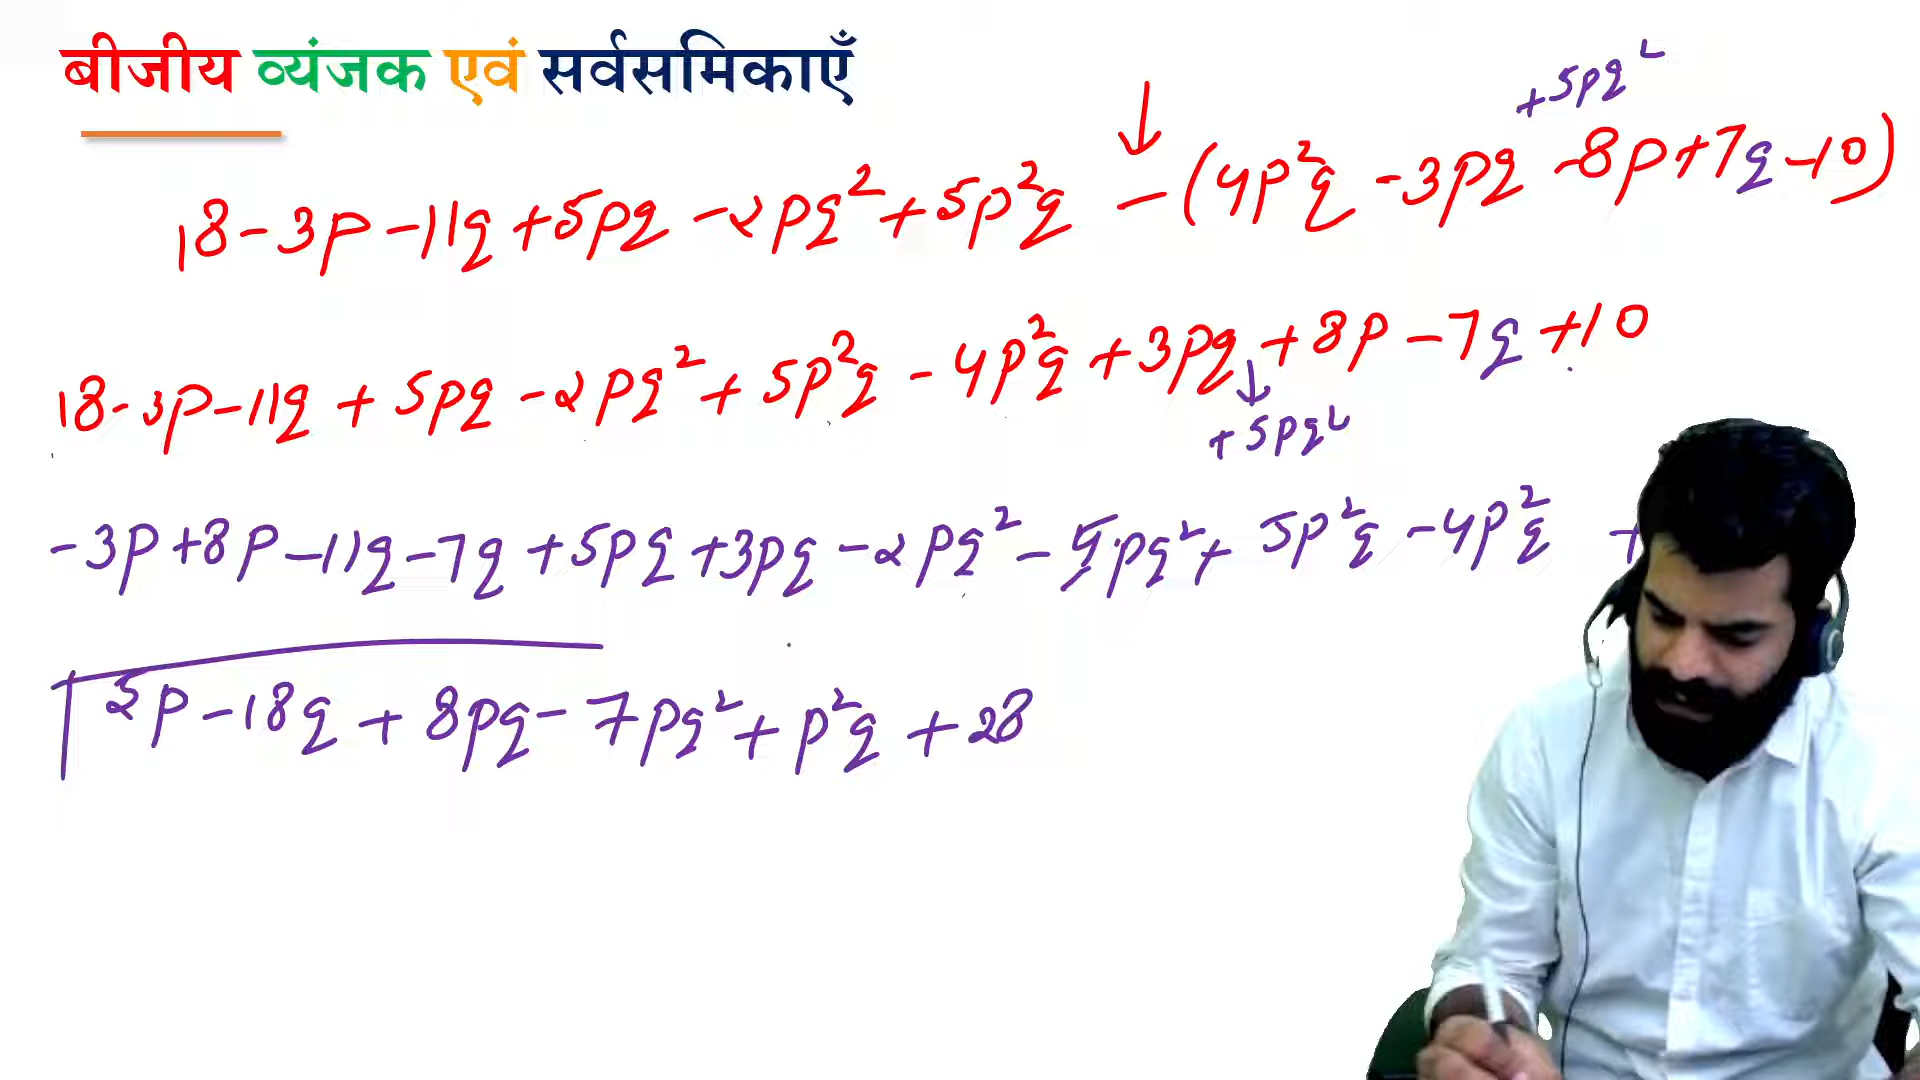 बीजीय व्यंजक एवं सर्वसमिकाएँ
+5pq²
18-3p-11q+5pq-2pq²+5p²q-(4p²q-3pq-8p+7q-10)
18-3p-11q+5pq-2pq²+5p²q-4p²q+3pq+8p-7q+10
+5pq²
-3p+8p-11q-7q+5pq+3pq-2pq²-5pq²+5p²q-4p²q+
5p-18q+8pq-7pq²+p²q+28